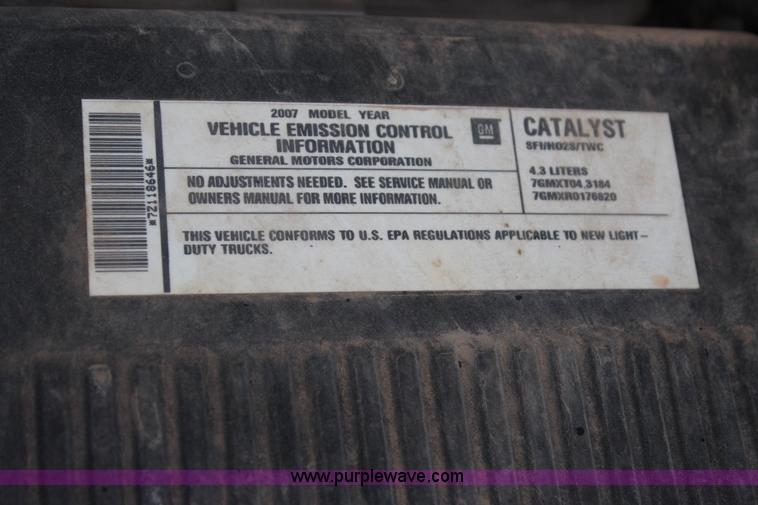 2007 MODEL YEAR
VEHICLE EMISSION CONTROL
INFORMATION
GENERAL MOTORS CORPORATION
GM
CATALYST
SFI/HO2S/TWC
4.3 LITERS
7GMXT04.3184
7GMXR0176820
NO ADJUSTMENTS NEEDED. SEE SERVICE MANUAL OR
OWNERS MANUAL FOR MORE INFORMATION.
THIS VEHICLE CONFORMS TO U.S. EPA REGULATIONS APPLICABLE TO NEW LIGHT-
DUTY TRUCKS.
*72118646*
www.purplewave.com